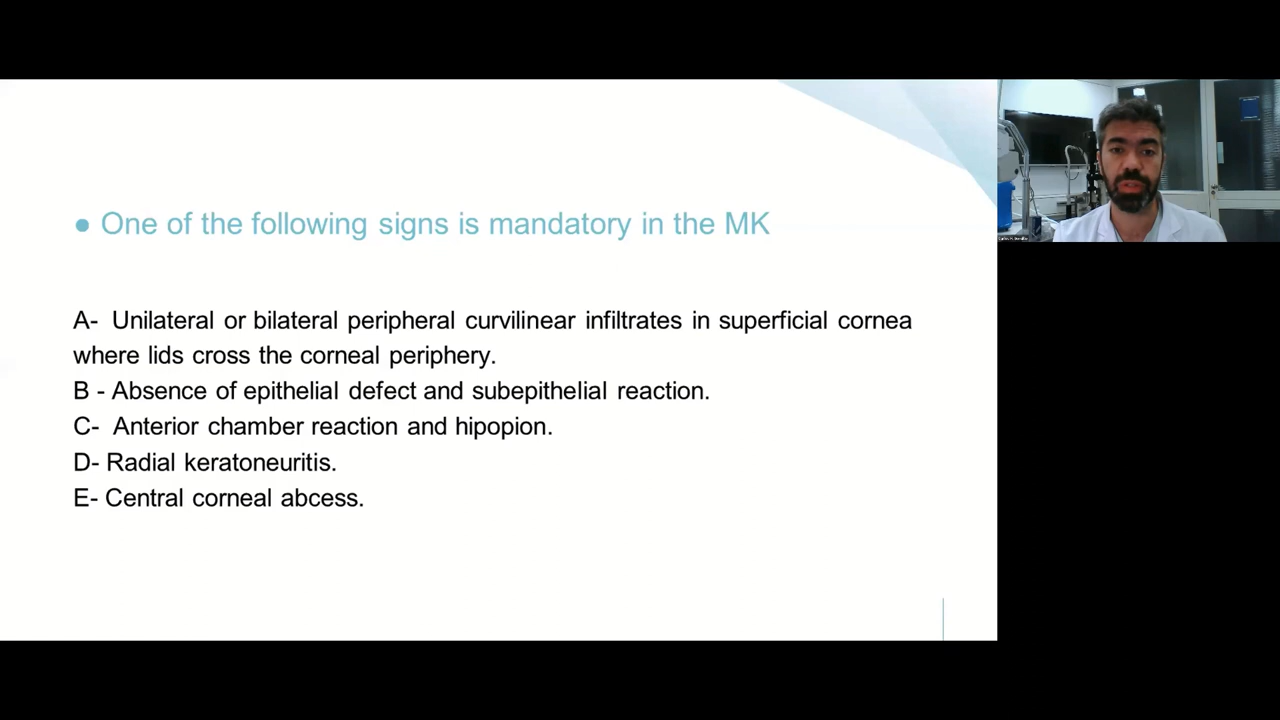 ● One of the following signs is mandatory in the MK
A- Unilateral or bilateral peripheral curvilinear infiltrates in superficial cornea
where lids cross the corneal periphery.
B - Absence of epithelial defect and subepithelial reaction.
C- Anterior chamber reaction and hipopion.
D- Radial keratoneuritis.
E- Central corneal abcess.